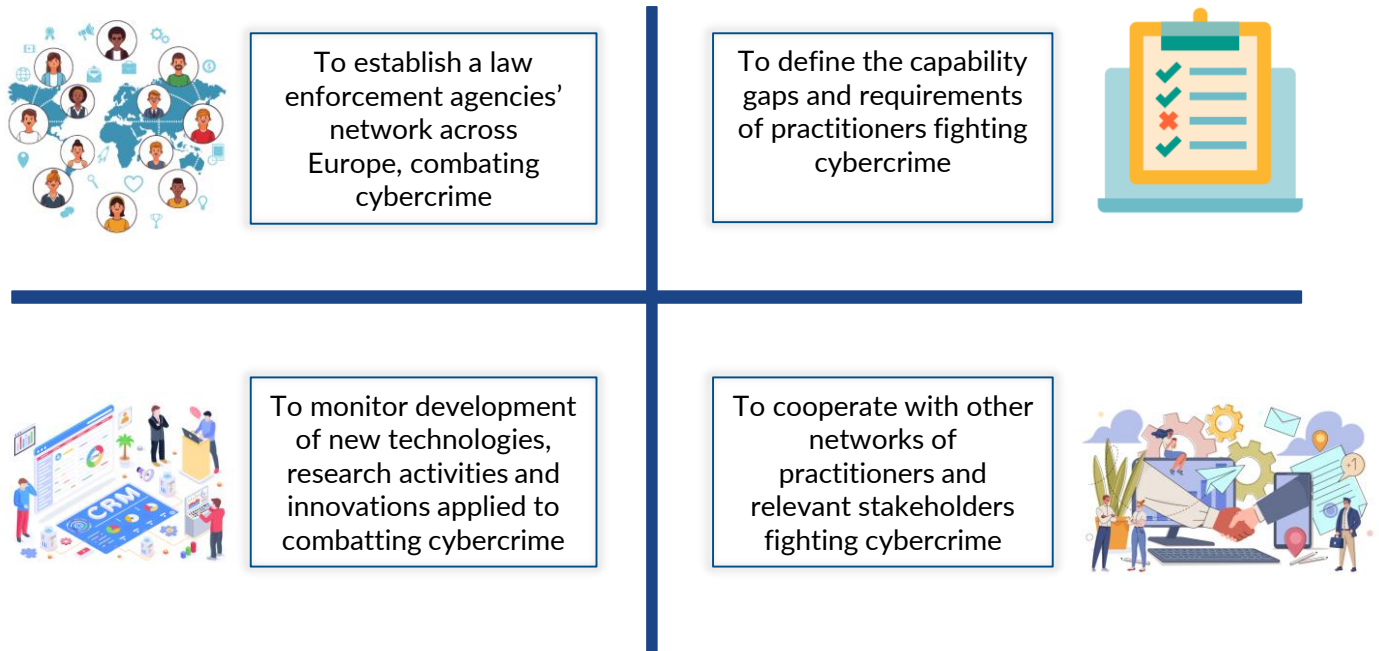 To establish a law
enforcement agencies’
network across
Europe, combating
cybercrime
To define the capability
gaps and requirements
of practitioners fighting
cybercrime
To monitor development
of new technologies,
research activities and
innovations applied to
combatting cybercrime
CRM
To cooperate with other
networks of
practitioners and
relevant stakeholders
fighting cybercrime
+1